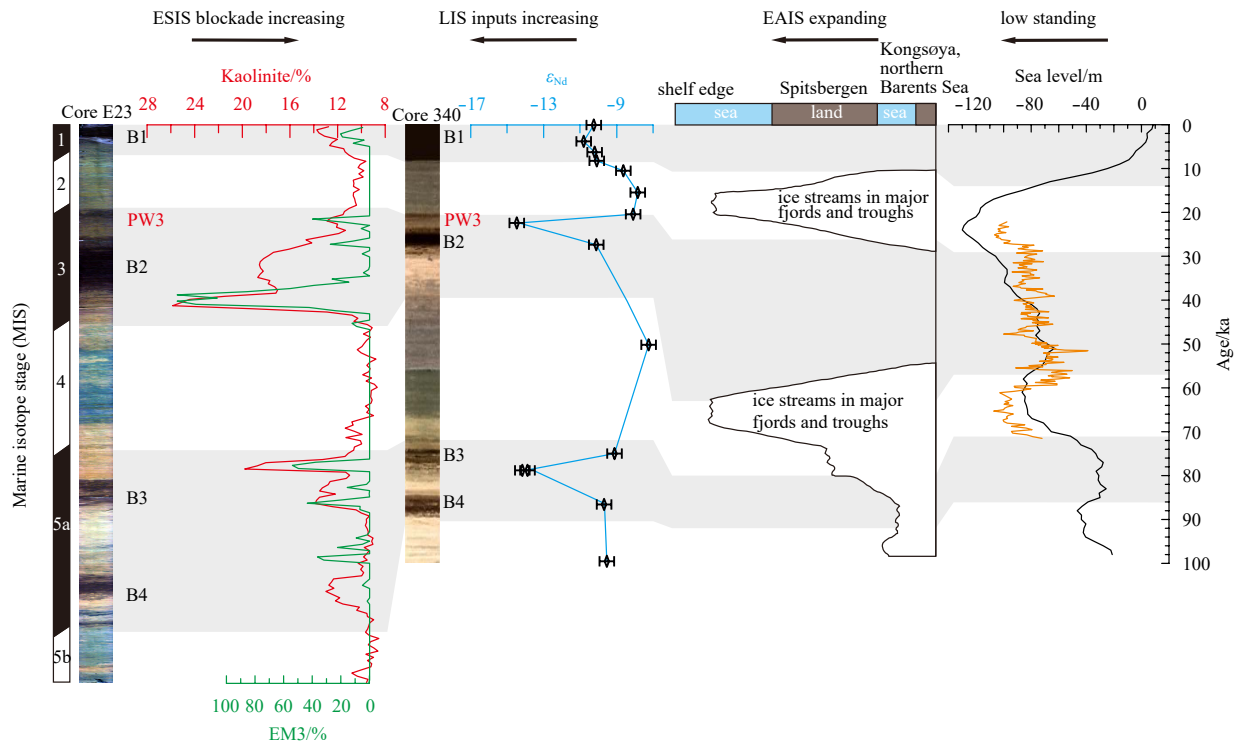 ESIS blockade increasing
LIS inputs increasing
EAIS expanding
low standing
Kaolinite/%
28 24 20 16 12 8
εNd
−17 −13 −9
Kongsøya,
northern
Barents Sea
shelf edge
Spitsbergen
sea land sea
Sea level/m
−120 −80 −40 0
Core E23
Core 340
Marine isotope stage (MIS)
1
2
3
4
5a
5b
B1
PW3
B2
B3
B4
B1
PW3
B2
B3
B4
ice streams in major
fjords and troughs
ice streams in major
fjords and troughs
0
10
20
30
40
50
60
70
80
90
100
Age/ka
100 80 60 40 20 0
EM3/%